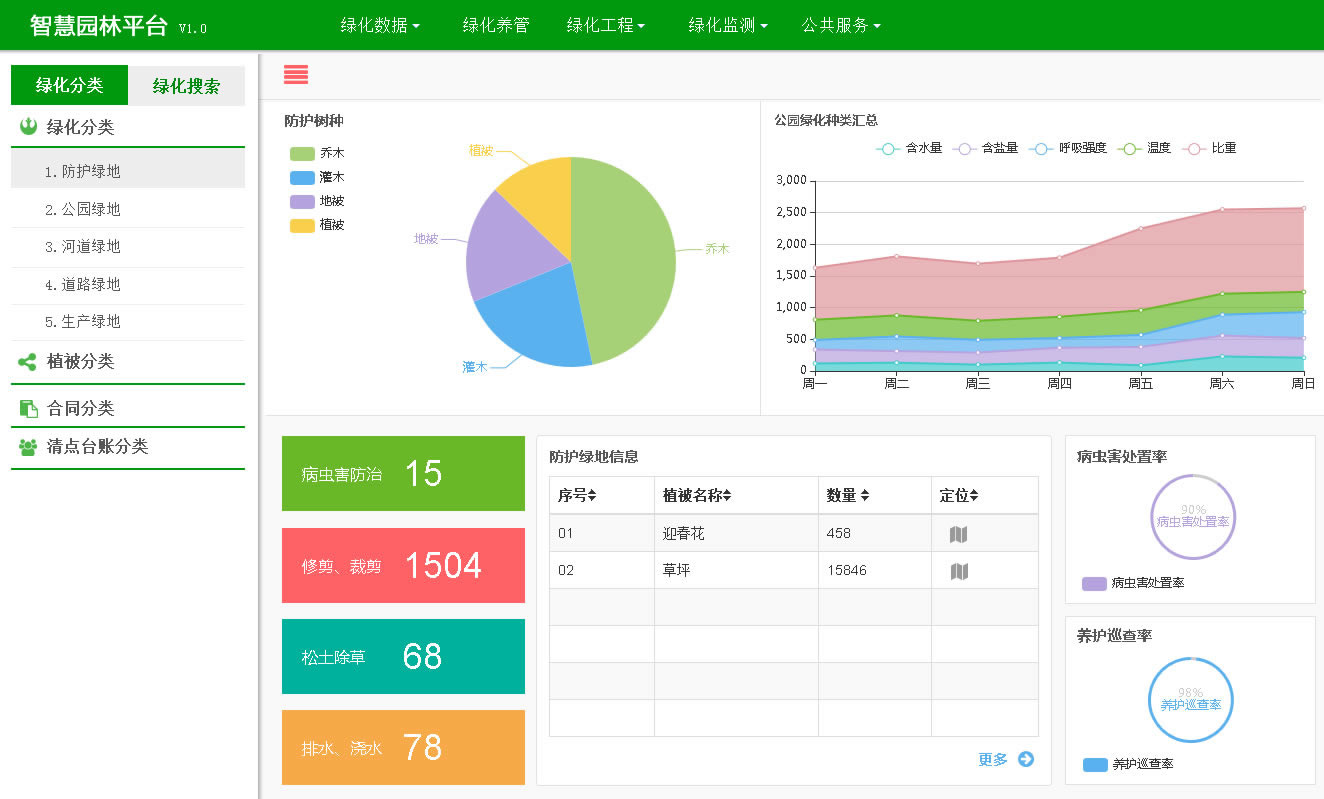 智慧园林平台 V1.0
绿化数据 绿化养管 绿化工程 绿化监测 公共服务
绿化分类 绿化搜索
绿化分类
1. 防护绿地
2. 公园绿地
3. 河道绿地
4. 道路绿地
5. 生产绿地
植被分类
合同分类
清点台账分类
防护树种
乔木
灌木
地被
植被
植被
地被
乔木
灌木
公园绿化种类汇总
含水量 含盐量 呼吸强度 温度 比重
3,000
2,500
2,000
1,500
1,000
500
0
周一 周二 周三 周四 周五 周六 周日
病虫害防治 15
修剪、裁剪 1504
松土除草 68
排水、浇水 78
防护绿地信息
序号 植被名称 数量 定位
01 迎春花 458
02 草坪 15846
更多
病虫害处置率
90%
病虫害处置率
病虫害处置率
养护巡查率
98%
养护巡查率
养护巡查率